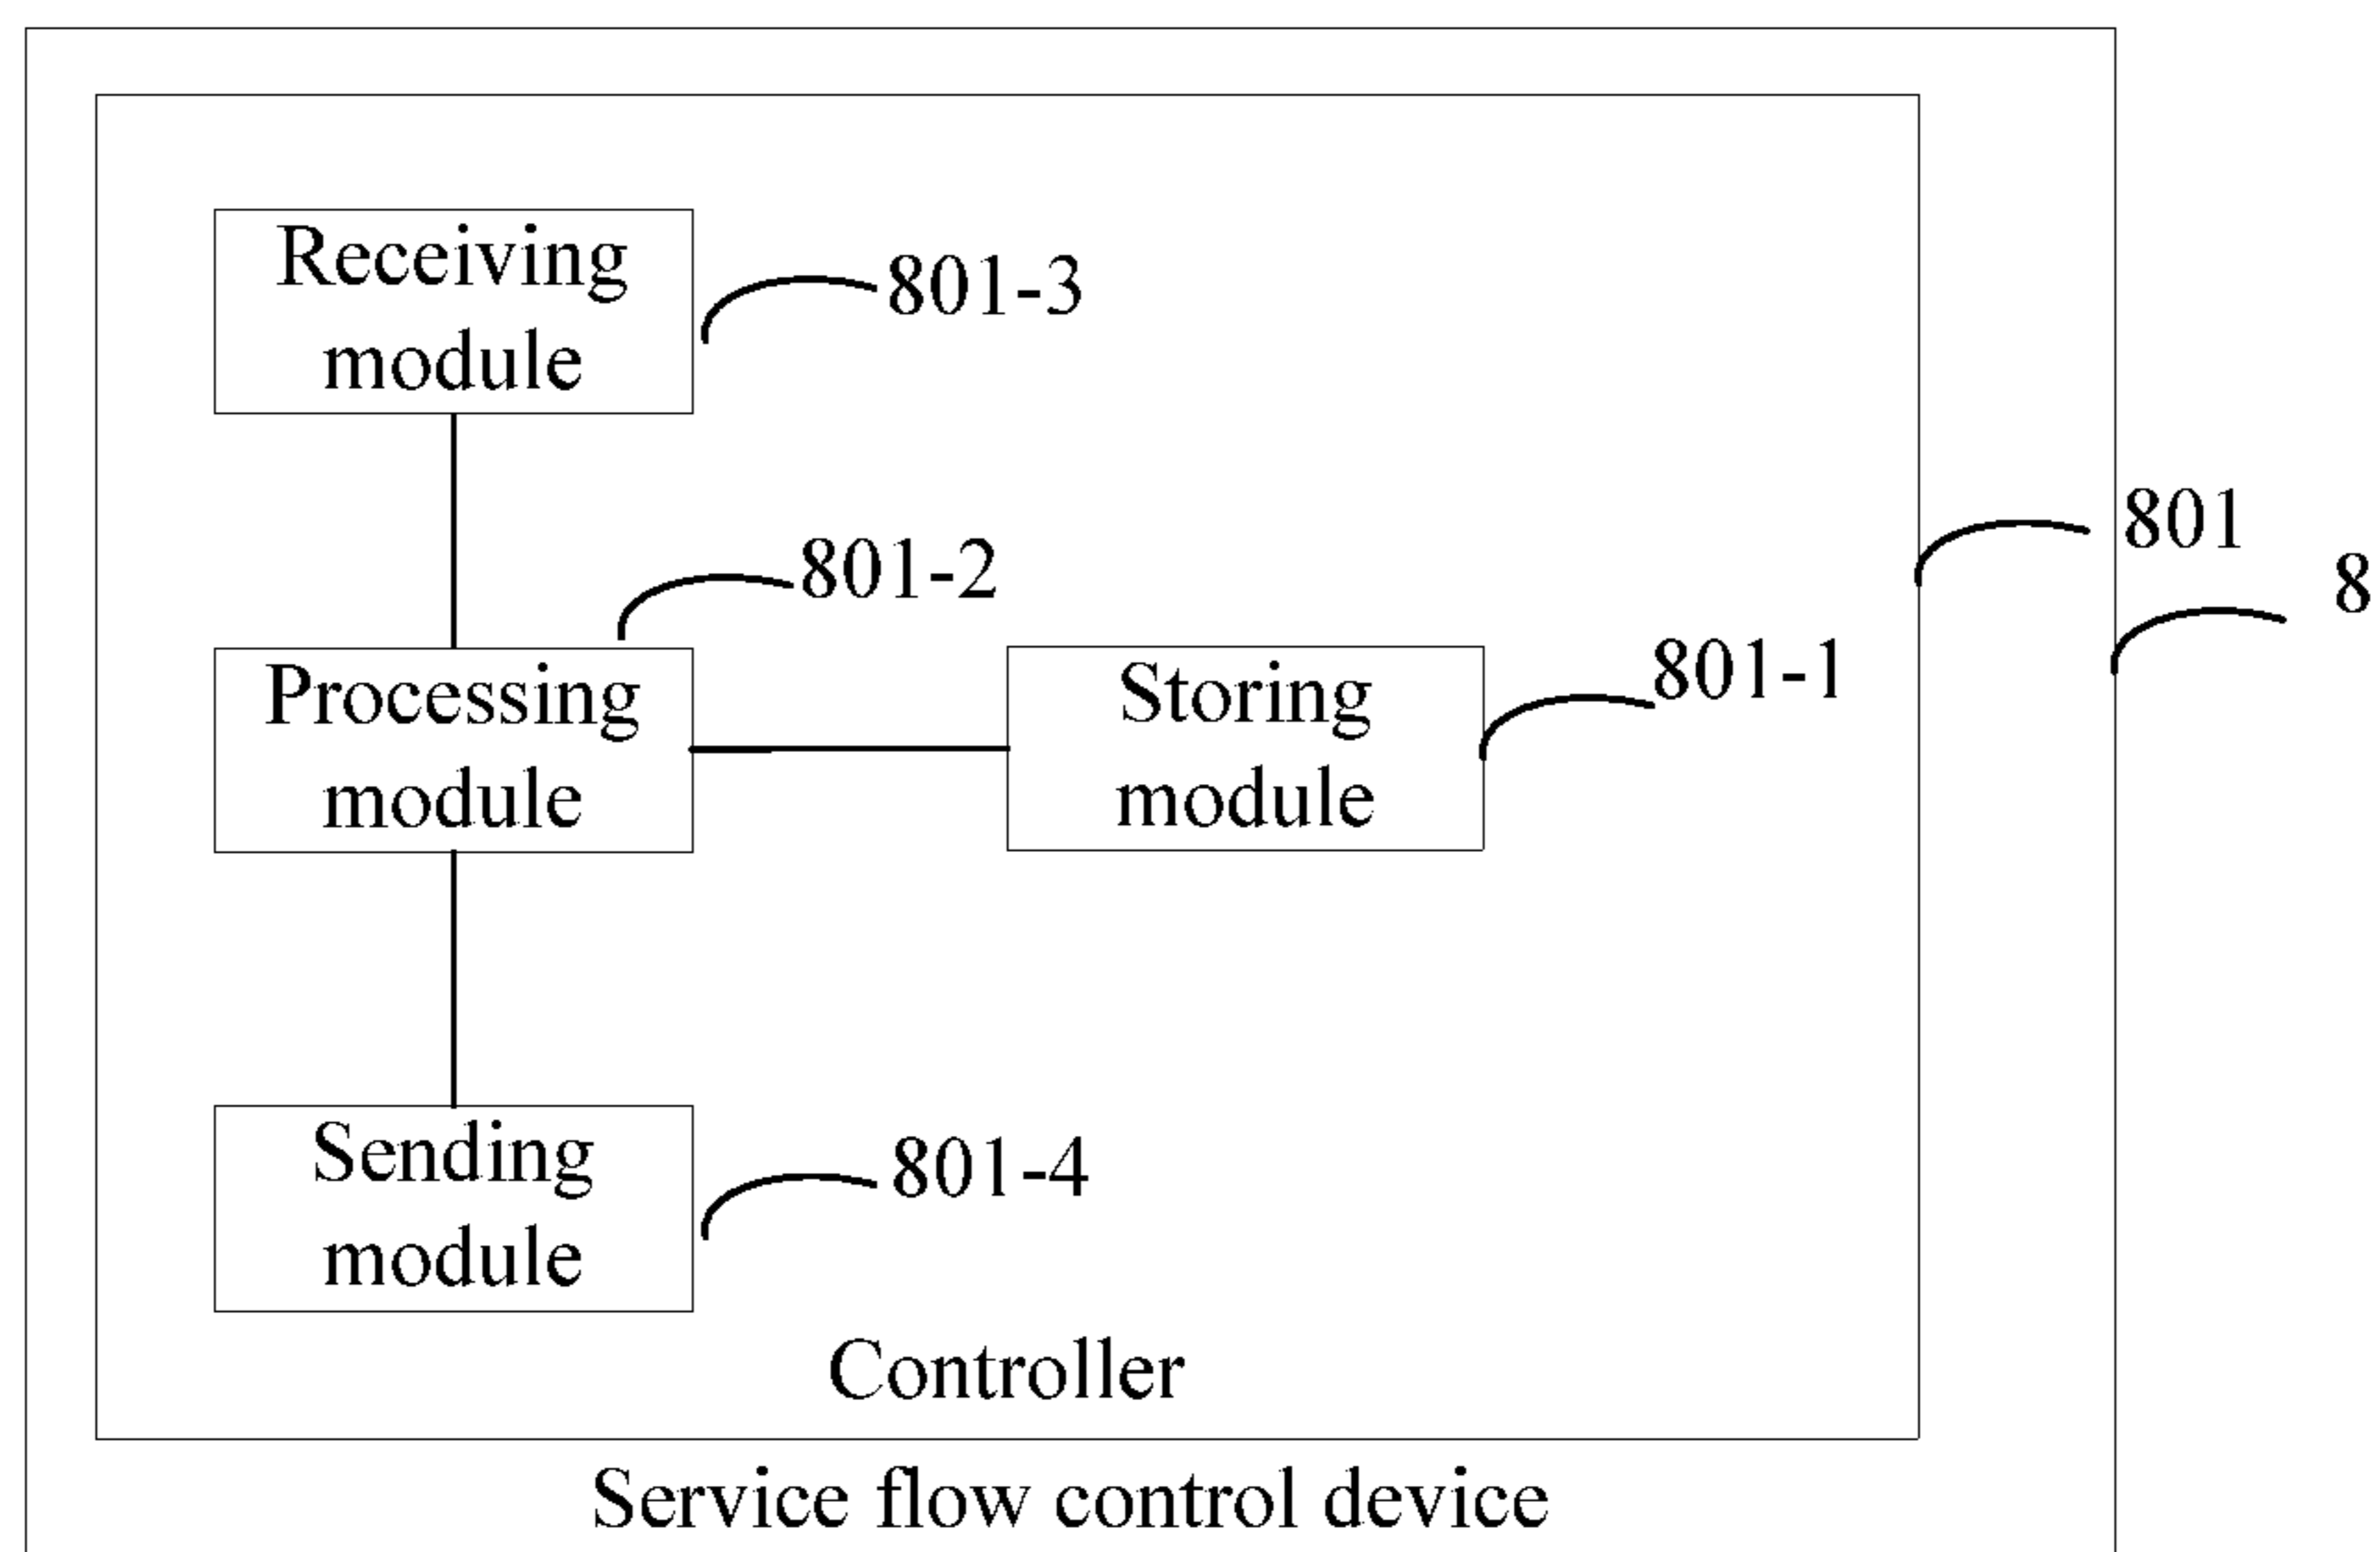 Receiving
module
801-3
801
8
801-2
Processing
module
Storing
module
801-1
Sending
module
801-4
Controller
Service flow control device